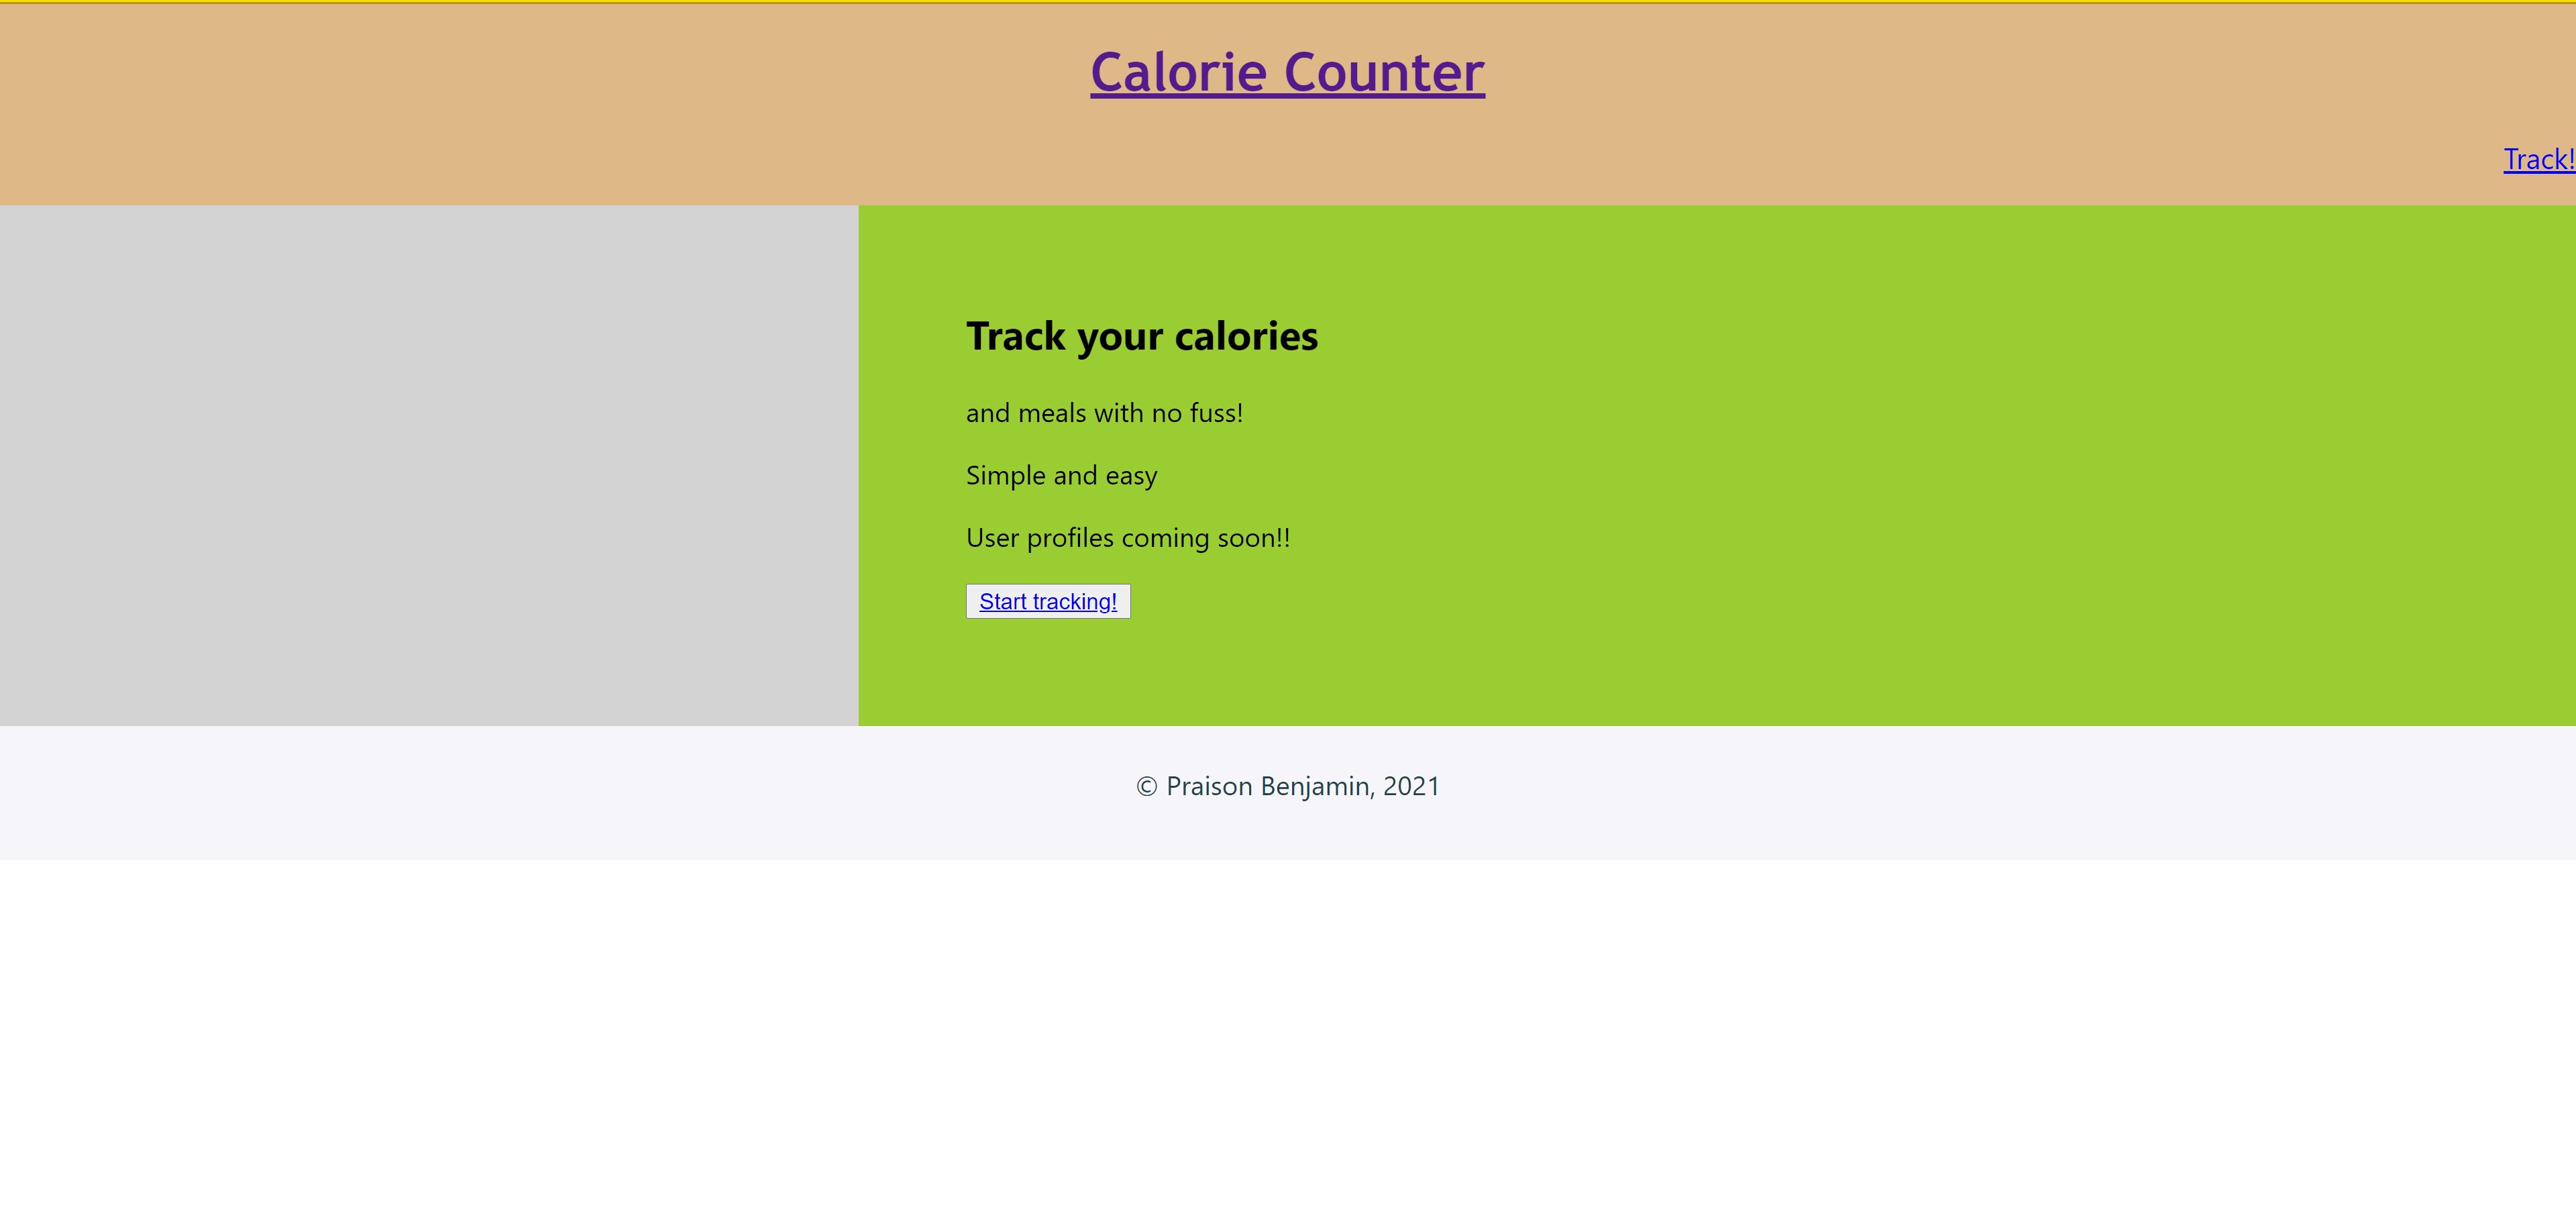 Calorie Counter
Track!
Track your calories
and meals with no fuss!
Simple and easy
User profiles coming soon!!
Start tracking!
© Praison Benjamin, 2021